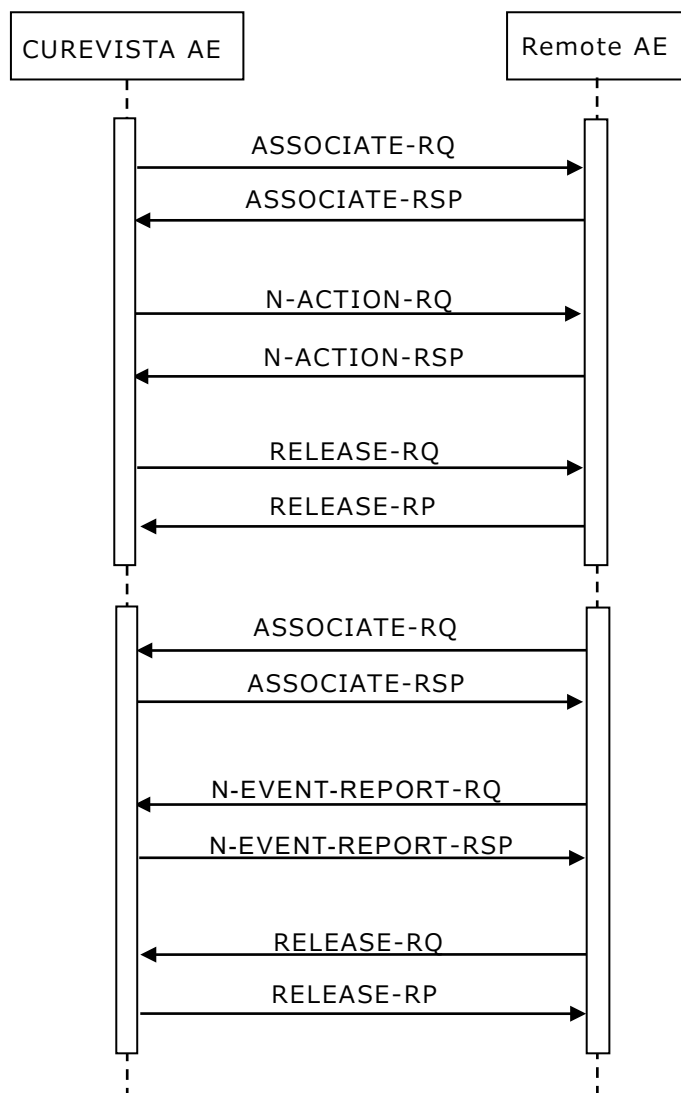 CUREVISTA AE
Remote AE
ASSOCIATE-RQ
ASSOCIATE-RSP
N-ACTION-RQ
N-ACTION-RSP
RELEASE-RQ
RELEASE-RP
ASSOCIATE-RQ
ASSOCIATE-RSP
N-EVENT-REPORT-RQ
N-EVENT-REPORT-RSP
RELEASE-RQ
RELEASE-RP